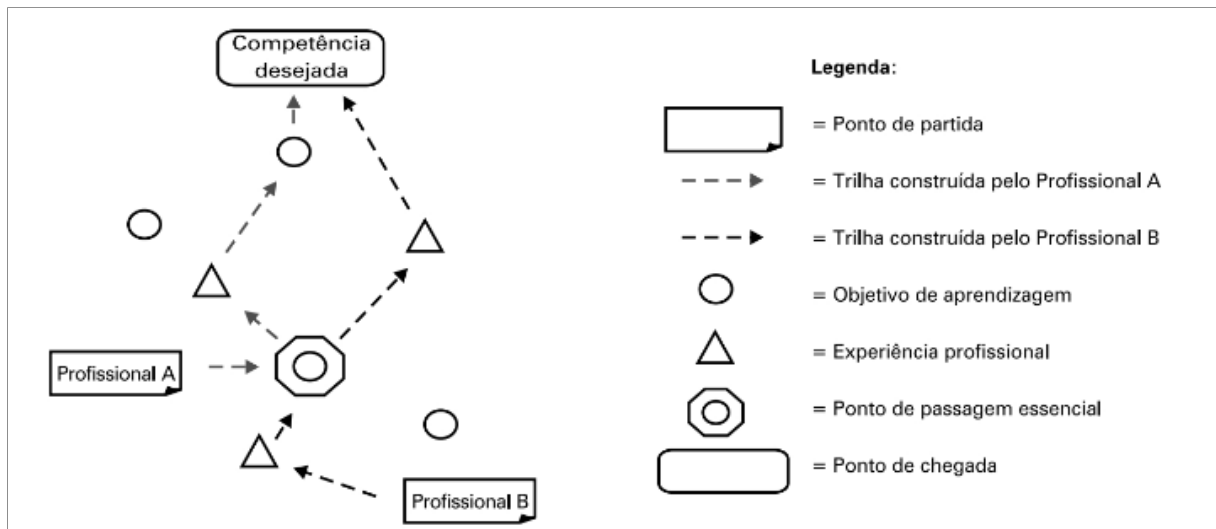 Competência
desejada
Profissional A
Profissional B
Legenda:
= Ponto de partida
= Trilha construída pelo Profissional A
= Trilha construída pelo Profissional B
= Objetivo de aprendizagem
= Experiência profissional
= Ponto de passagem essencial
= Ponto de chegada